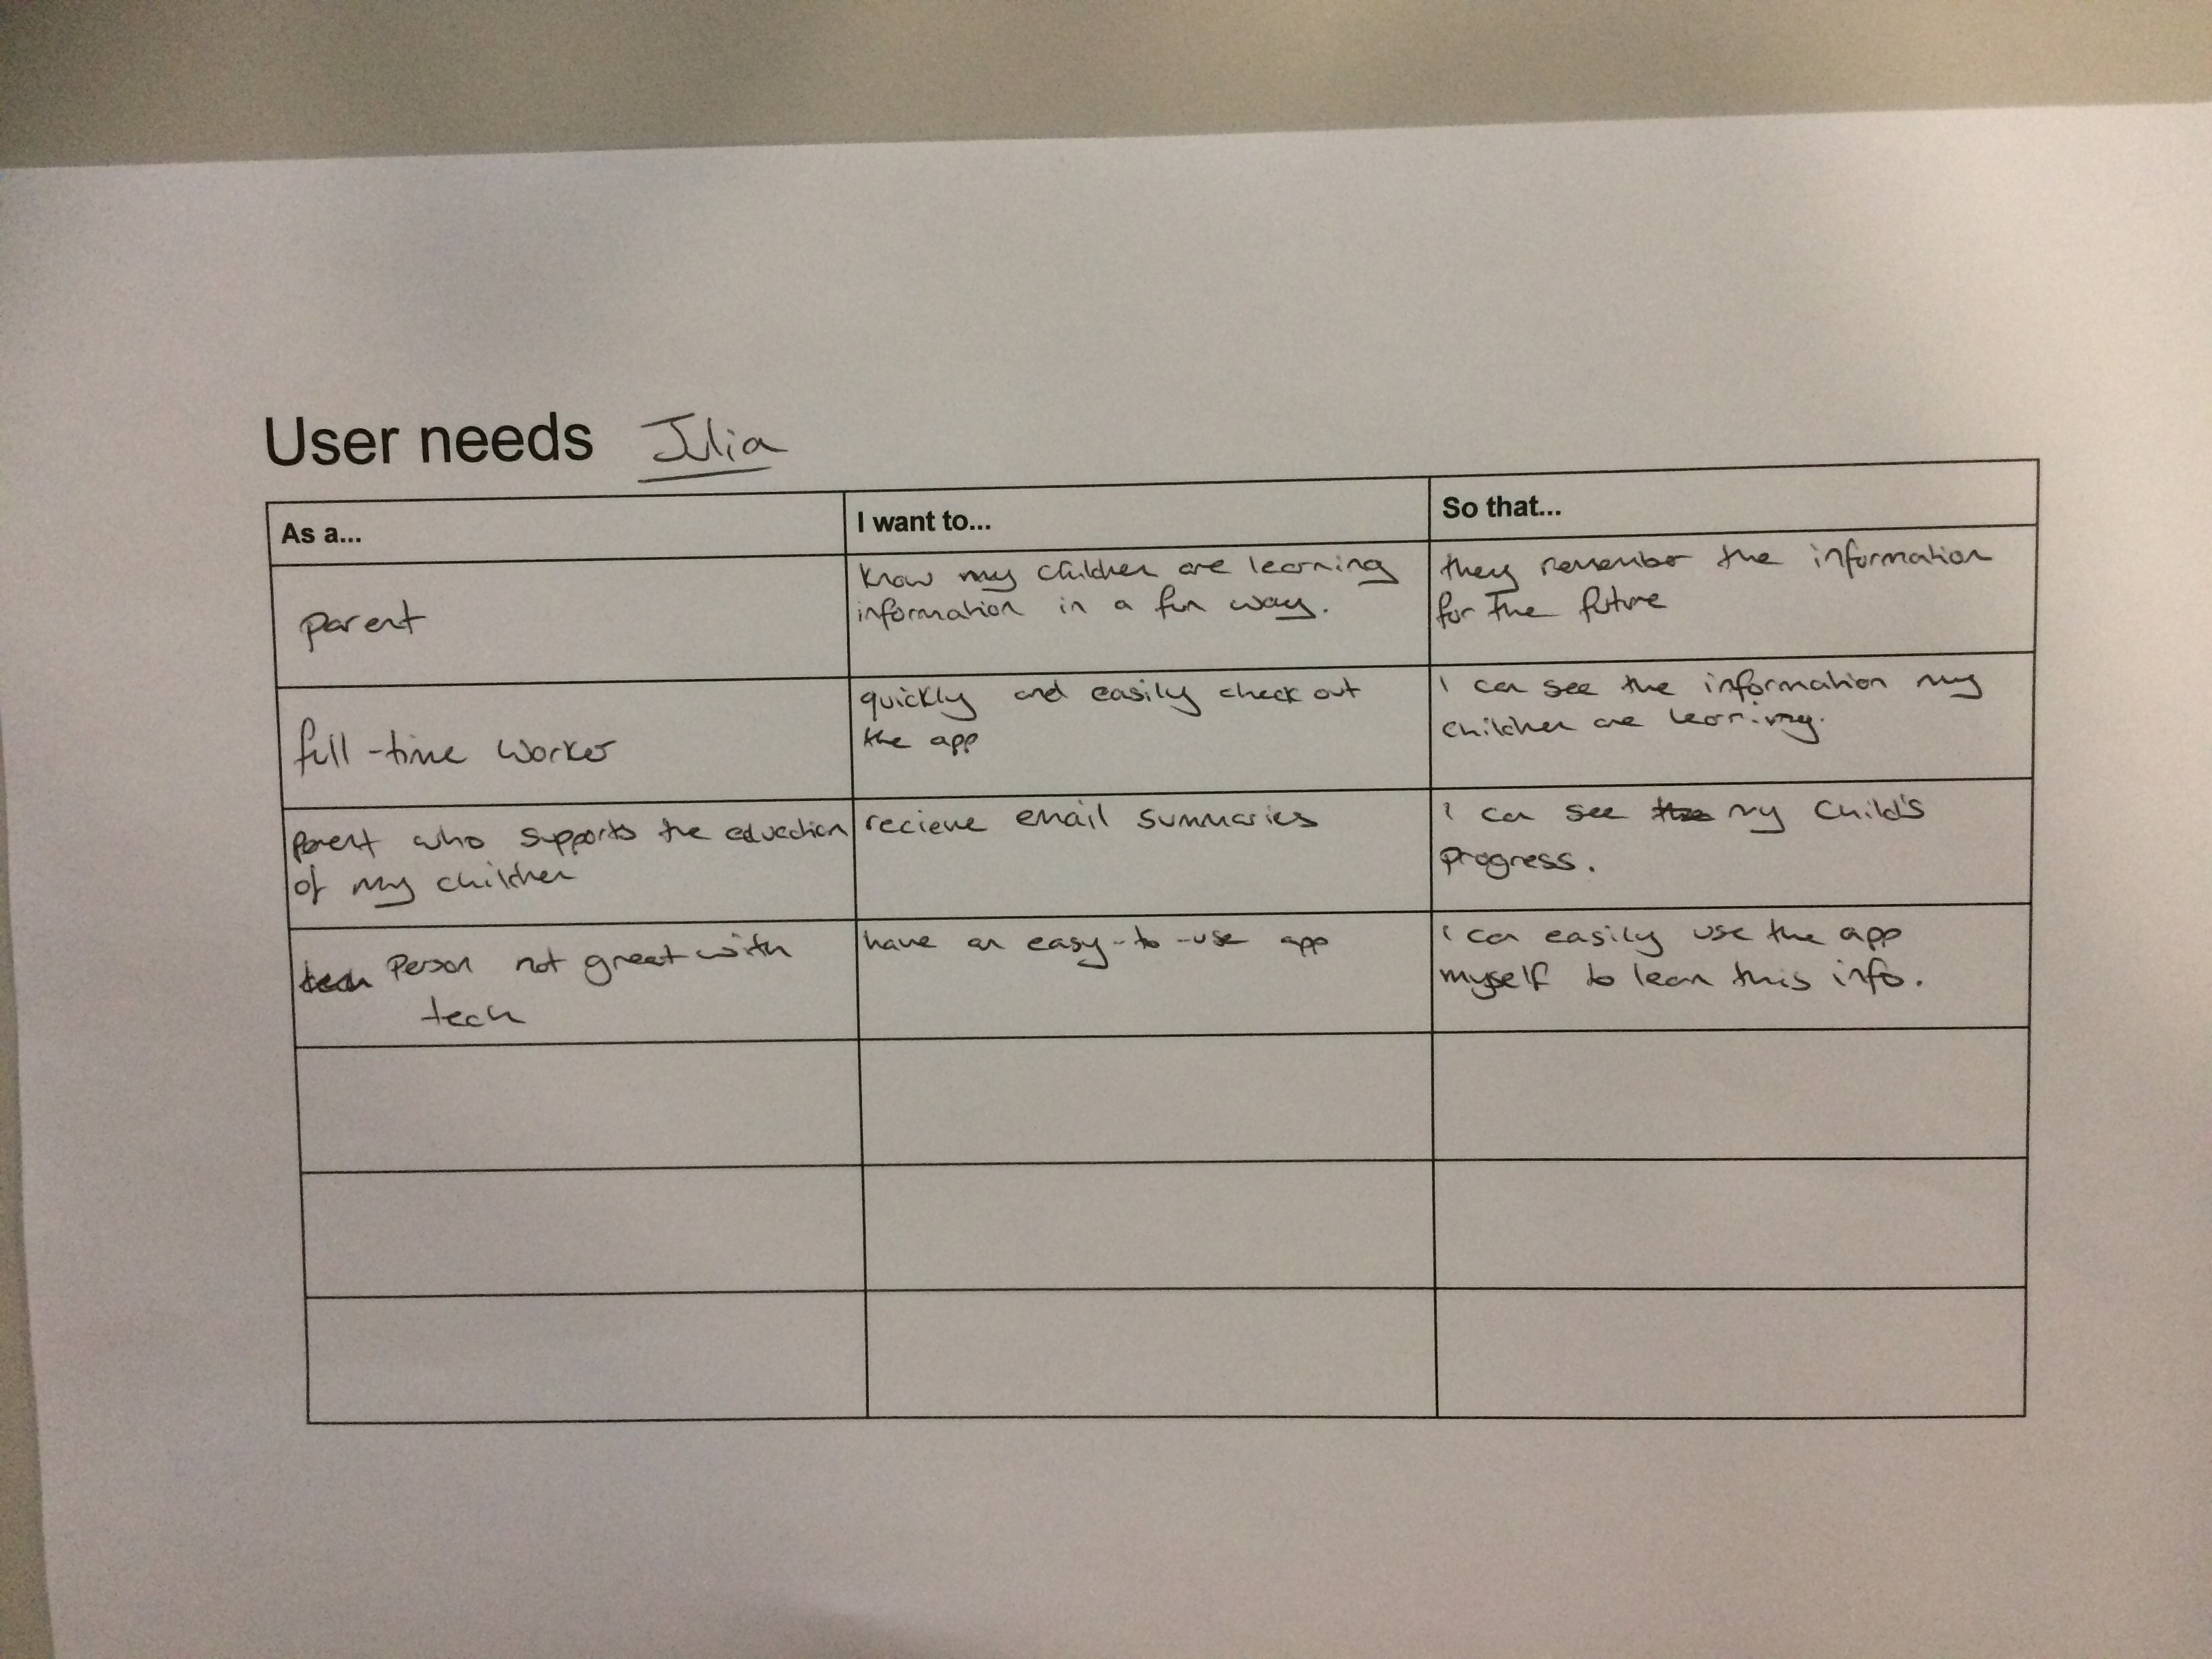 User needs Julia
As a...
I want to...
So that...
parent
know my children are learning
information in a fun way.
they remember the information
for the future
full-time worker
quickly and easily check out
the app
I can see the information my
children are learning.
parent who supports the education
of my children
recieve email summaries
I can see the my child's
progress.
tech Person not great with
tech
have an easy-to-use app
I can easily use the app
myself to learn this info.